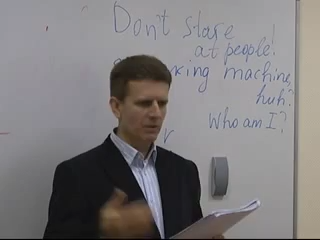 Don't stare
at people!
king machine,
huh?
Who am I?